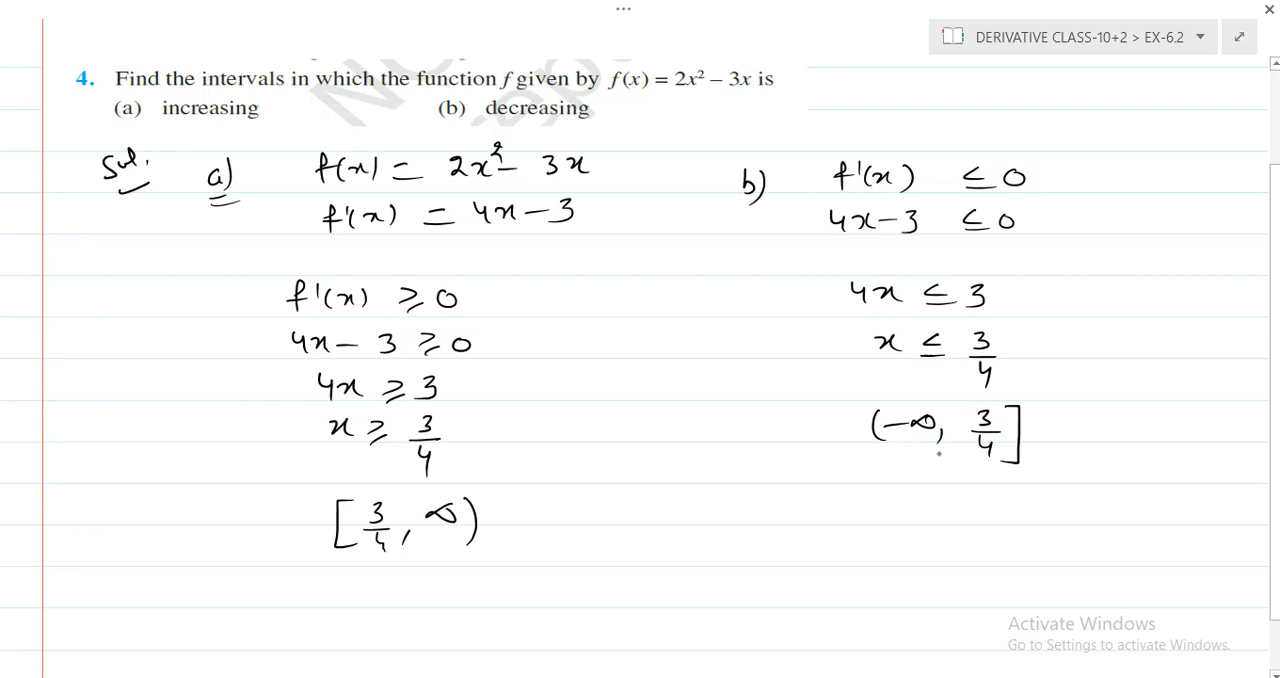 ...
DERIVATIVE CLASS-10+2 > EX-6.2
4. Find the intervals in which the function f given by f(x) = 2x² – 3x is
(a) increasing (b) decreasing
Sol. a) f(x) = 2x² – 3x
f'(x) = 4x – 3
f'(x) ≥ 0
4x – 3 ≥ 0
4x ≥ 3
x ≥ 3/4
[3/4, ∞)
b) f'(x) ≤ 0
4x – 3 ≤ 0
4x ≤ 3
x ≤ 3/4
(–∞, 3/4]
Activate Windows
Go to Settings to activate Windows.